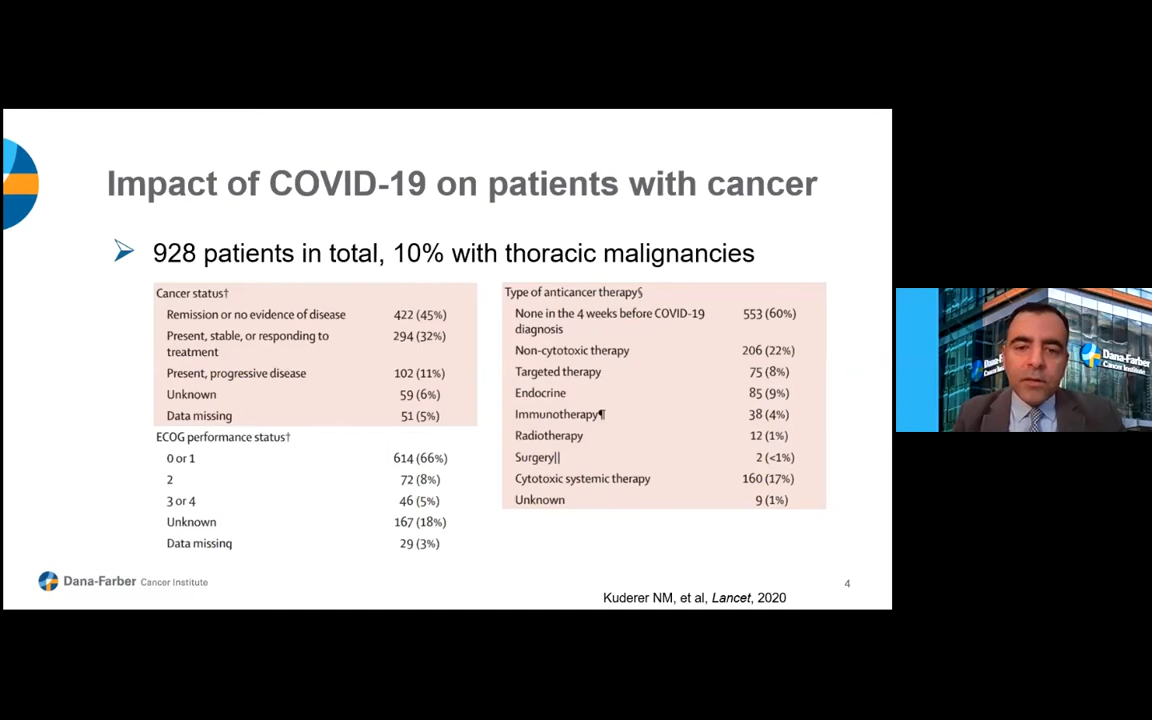 Impact of COVID-19 on patients with cancer
928 patients in total, 10% with thoracic malignancies
Cancer status†
Remission or no evidence of disease 422 (45%)
Present, stable, or responding to 294 (32%)
treatment
Present, progressive disease 102 (11%)
Unknown 59 (6%)
Data missing 51 (5%)
ECOG performance status†
0 or 1 614 (66%)
2 72 (8%)
3 or 4 46 (5%)
Unknown 167 (18%)
Data missing 29 (3%)
Type of anticancer therapy§
None in the 4 weeks before COVID-19 553 (60%)
diagnosis
Non-cytotoxic therapy 206 (22%)
Targeted therapy 75 (8%)
Endocrine 85 (9%)
Immunotherapy¶ 38 (4%)
Radiotherapy 12 (1%)
Surgery|| 2 (<1%)
Cytotoxic systemic therapy 160 (17%)
Unknown 9 (1%)
Dana-Farber Cancer Institute
4
Kuderer NM, et al, Lancet, 2020
Dana-Farber
Cancer Institute